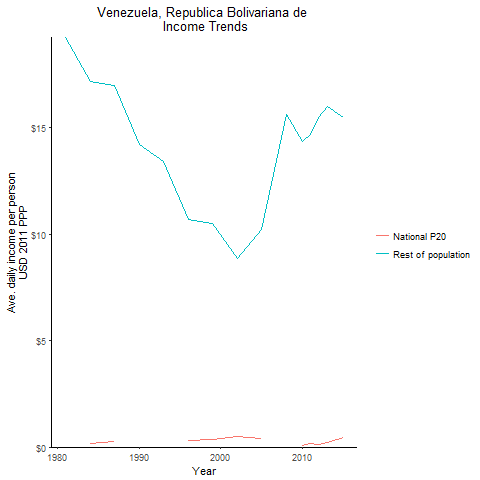 Venezuela, Republica Bolivariana de
Income Trends
Ave. daily income per person
USD 2011 PPP
$15
$10
$5
$0
1980
1990
2000
2010
Year
National P20
Rest of population